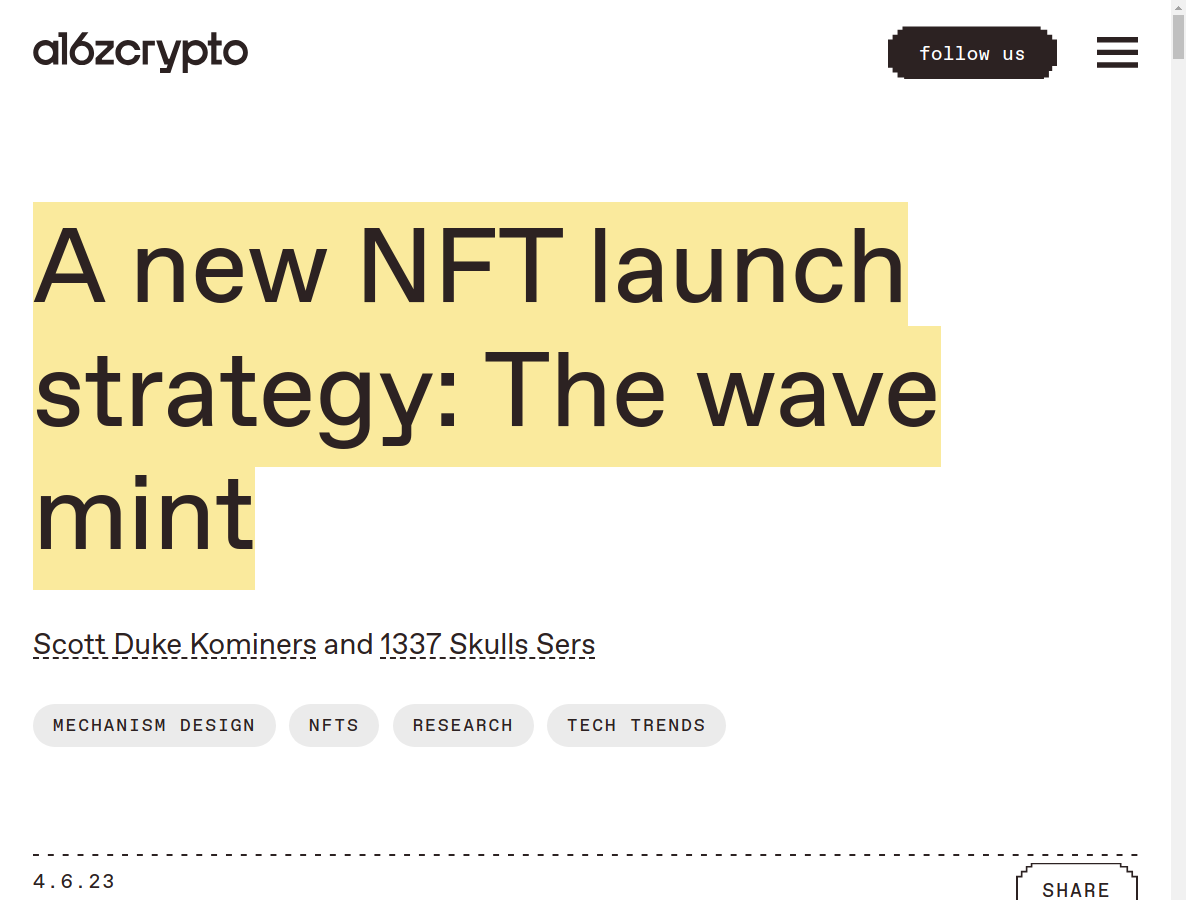 a16zcrypto
follow us
A new NFT launch
strategy: The wave
mint
Scott Duke Kominers and 1337 Skulls Sers
MECHANISM DESIGN NFTS RESEARCH TECH TRENDS
4.6.23
SHARE